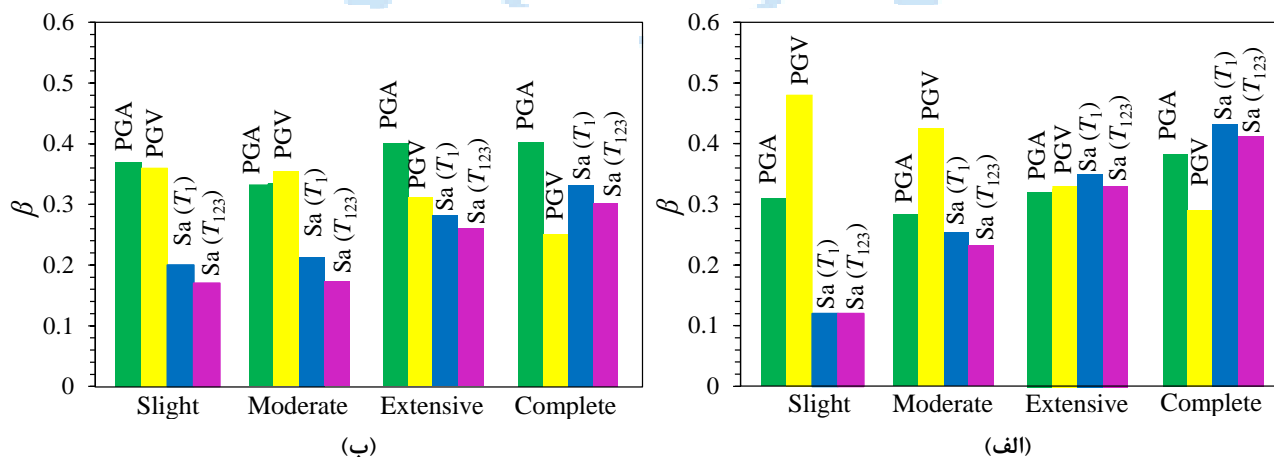 0.6
0.5
0.4
0.3
0.2
0.1
0
β
PGA
PGV
Sa (T₁)
Sa (T₁₂₃)
PGA
PGV
Sa (T₁)
Sa (T₁₂₃)
PGA
PGV
Sa (T₁)
Sa (T₁₂₃)
PGA
PGV
Sa (T₁)
Sa (T₁₂₃)
Slight Moderate Extensive Complete
(ب)
0.6
0.5
0.4
0.3
0.2
0.1
0
β
PGA
PGV
Sa (T₁)
Sa (T₁₂₃)
PGA
PGV
Sa (T₁)
Sa (T₁₂₃)
PGA
PGV
Sa (T₁)
Sa (T₁₂₃)
PGA
PGV
Sa (T₁)
Sa (T₁₂₃)
Slight Moderate Extensive Complete
(الف)